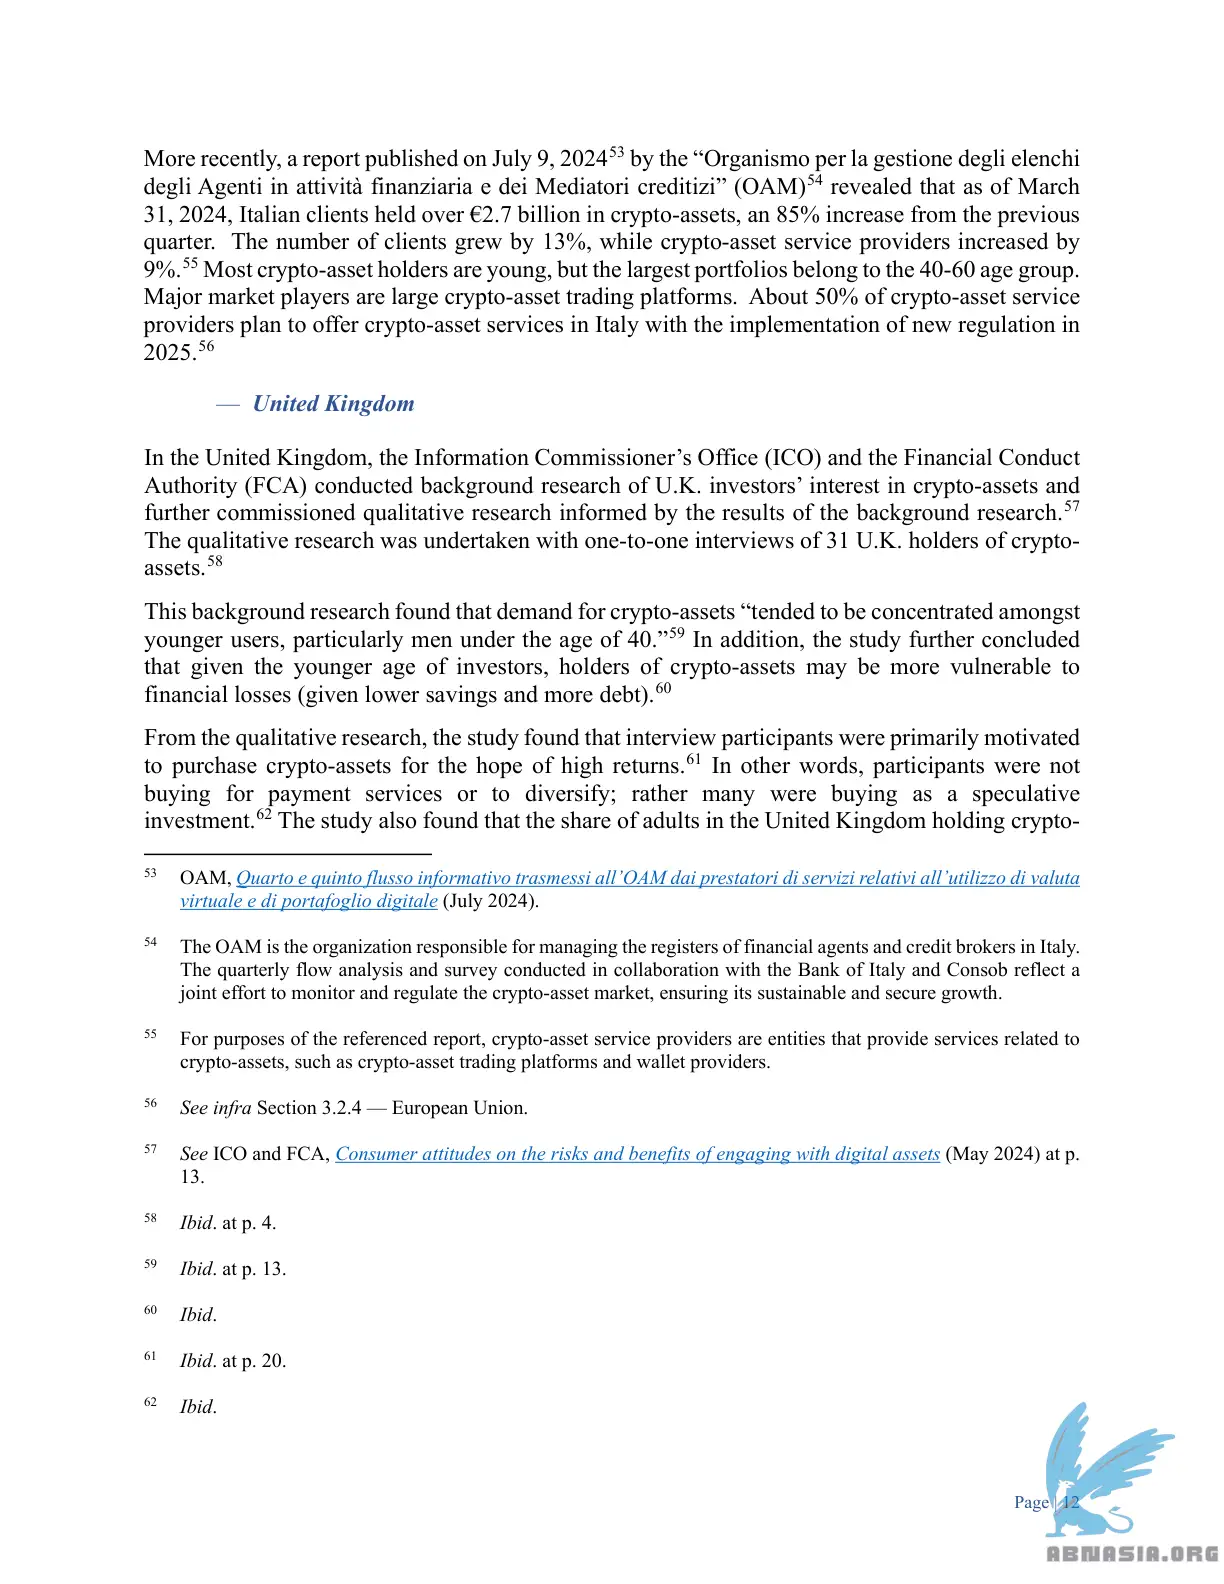 More recently, a report published on July 9, 2024⁵³ by the “Organismo per la gestione degli elenchi
degli Agenti in attività finanziaria e dei Mediatori creditizi” (OAM)⁵⁴ revealed that as of March
31, 2024, Italian clients held over €2.7 billion in crypto-assets, an 85% increase from the previous
quarter.  The number of clients grew by 13%, while crypto-asset service providers increased by
9%.⁵⁵ Most crypto-asset holders are young, but the largest portfolios belong to the 40-60 age group.
Major market players are large crypto-asset trading platforms.  About 50% of crypto-asset service
providers plan to offer crypto-asset services in Italy with the implementation of new regulation in
2025.⁵⁶
— United Kingdom
In the United Kingdom, the Information Commissioner’s Office (ICO) and the Financial Conduct
Authority (FCA) conducted background research of U.K. investors’ interest in crypto-assets and
further commissioned qualitative research informed by the results of the background research.⁵⁷
The qualitative research was undertaken with one-to-one interviews of 31 U.K. holders of crypto-
assets.⁵⁸
This background research found that demand for crypto-assets “tended to be concentrated amongst
younger users, particularly men under the age of 40.”⁵⁹ In addition, the study further concluded
that given the younger age of investors, holders of crypto-assets may be more vulnerable to
financial losses (given lower savings and more debt).⁶⁰
From the qualitative research, the study found that interview participants were primarily motivated
to purchase crypto-assets for the hope of high returns.⁶¹ In other words, participants were not
buying for payment services or to diversify; rather many were buying as a speculative
investment.⁶² The study also found that the share of adults in the United Kingdom holding crypto-
53 OAM, Quarto e quinto flusso informativo trasmessi all’OAM dai prestatori di servizi relativi all’utilizzo di valuta
virtuale e di portafoglio digitale (July 2024).
54 The OAM is the organization responsible for managing the registers of financial agents and credit brokers in Italy.
The quarterly flow analysis and survey conducted in collaboration with the Bank of Italy and Consob reflect a
joint effort to monitor and regulate the crypto-asset market, ensuring its sustainable and secure growth.
55 For purposes of the referenced report, crypto-asset service providers are entities that provide services related to
crypto-assets, such as crypto-asset trading platforms and wallet providers.
56 See infra Section 3.2.4 — European Union.
57 See ICO and FCA, Consumer attitudes on the risks and benefits of engaging with digital assets (May 2024) at p.
13.
58 Ibid. at p. 4.
59 Ibid. at p. 13.
60 Ibid.
61 Ibid. at p. 20.
62 Ibid.
Page | 12
ABNASIA.ORG